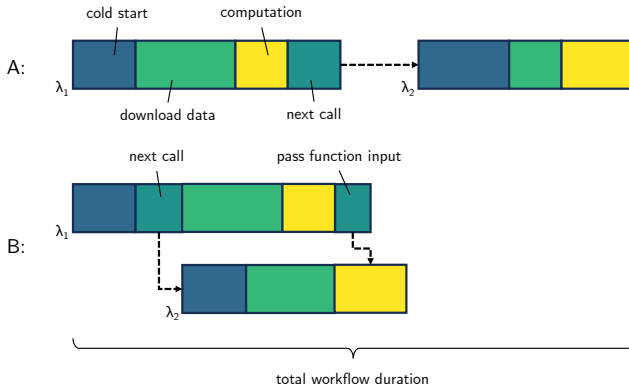 cold start
computation
A:
λ1
λ2
download data
next call
next call
pass function input
λ1
B:
λ2
total workflow duration